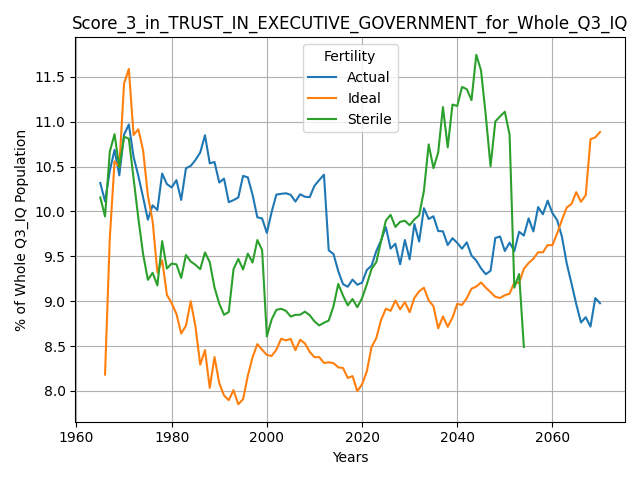 Score_3_in_TRUST_IN_EXECUTIVE_GOVERNMENT_for_Whole_Q3_IQ
Fertility
Actual
Ideal
Sterile
% of Whole Q3_IQ Population
11.5
11.0
10.5
10.0
9.5
9.0
8.5
8.0
1960
1980
2000
2020
2040
2060
Years